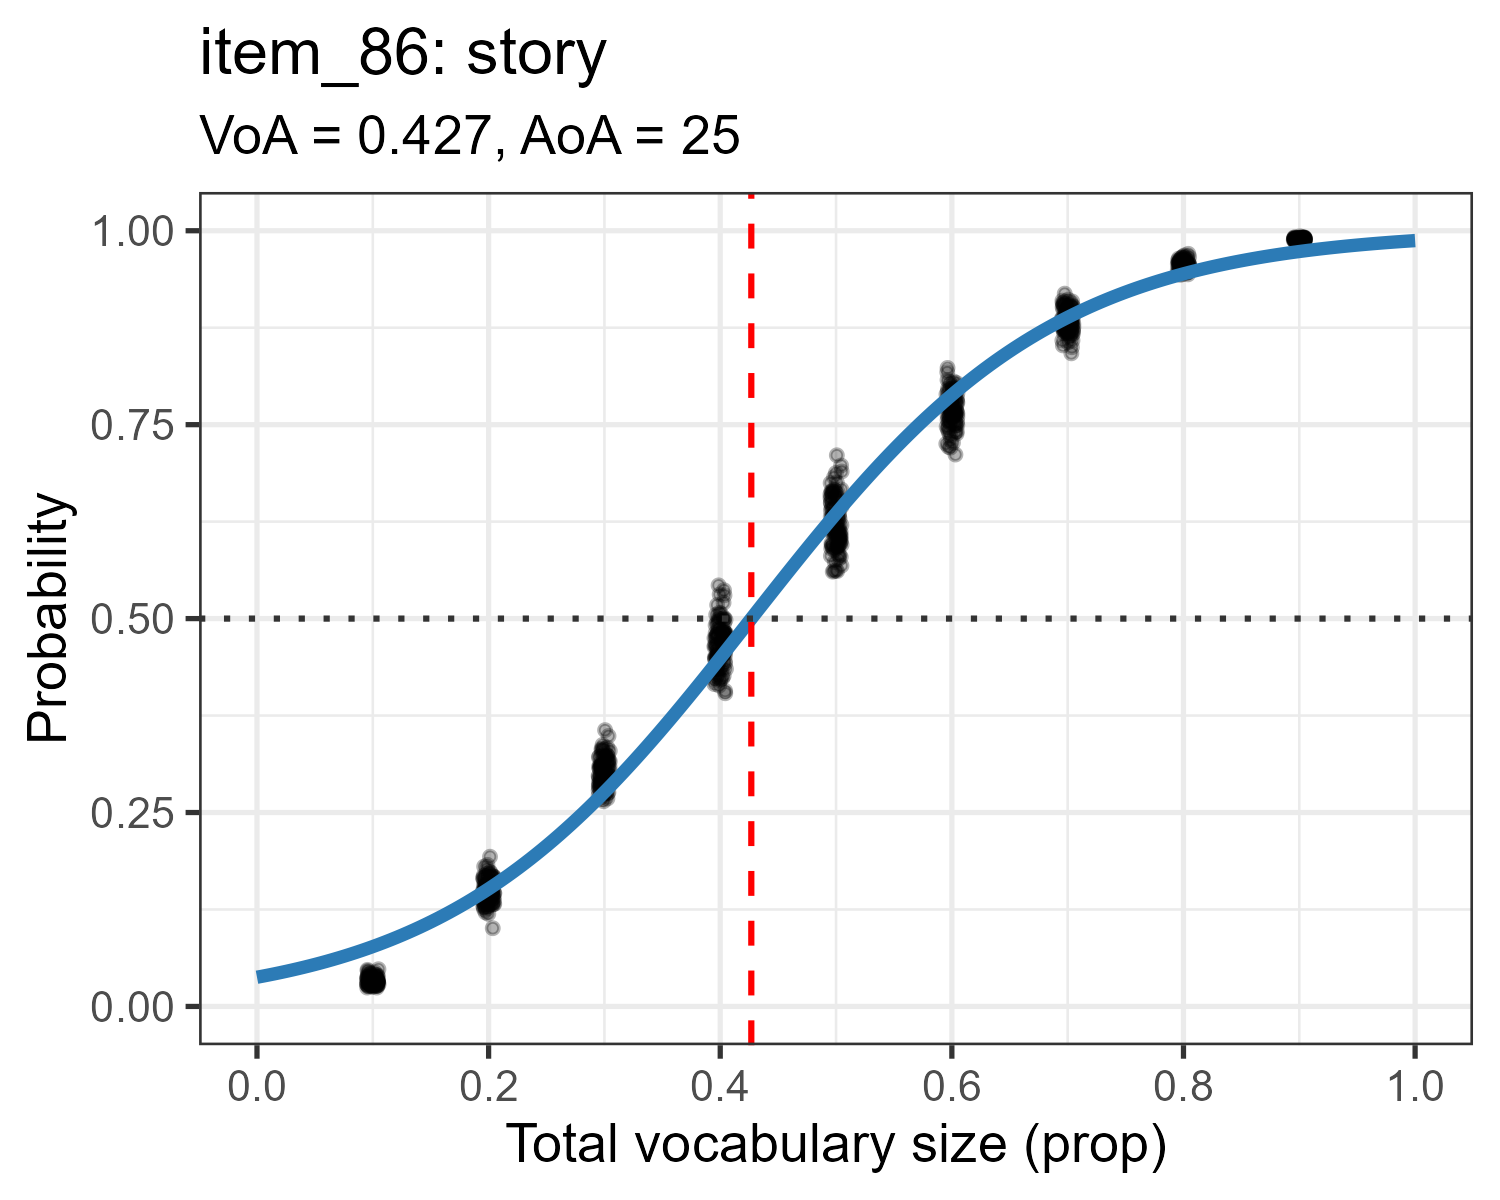 item_86: story
VoA = 0.427, AoA = 25
1.00
0.75
0.50
0.25
0.00
Probability
0.0 0.2 0.4 0.6 0.8 1.0
Total vocabulary size (prop)